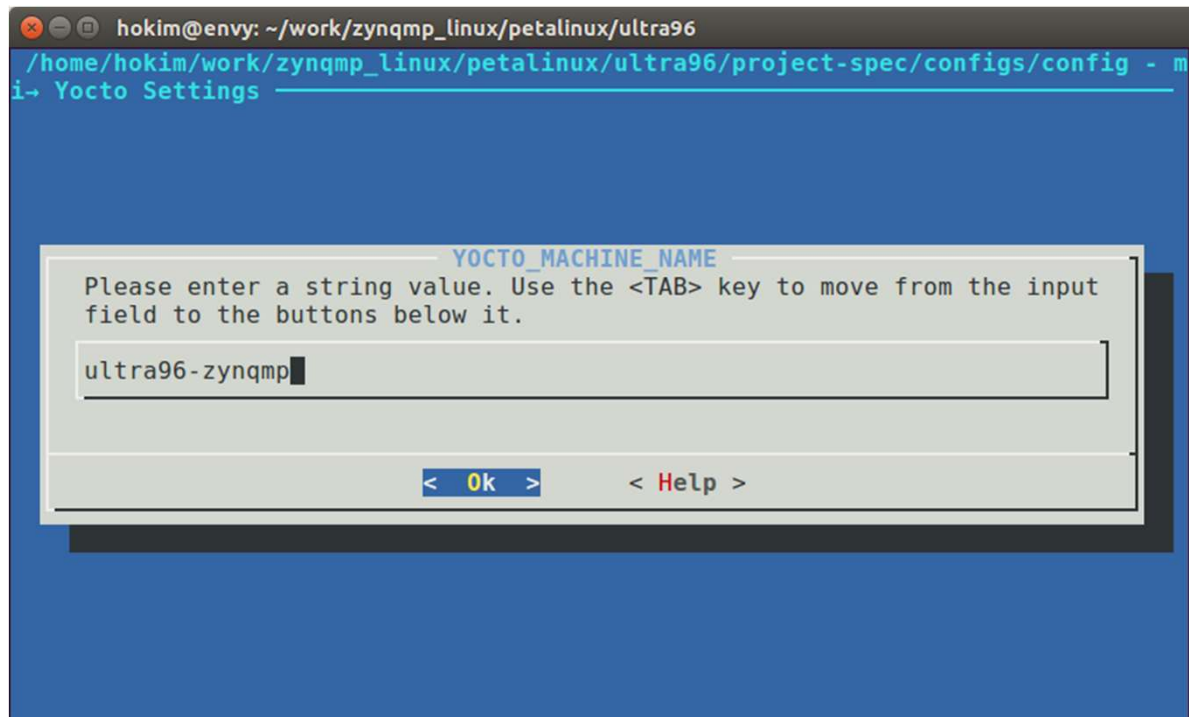 hokim@envy: ~/work/zynqmp_linux/petalinux/ultra96
/home/hokim/work/zynqmp_linux/petalinux/ultra96/project-spec/configs/config - m
i→ Yocto Settings
YOCTO_MACHINE_NAME
Please enter a string value. Use the <TAB> key to move from the input
field to the buttons below it.
ultra96-zynqmp
< Ok > < Help >